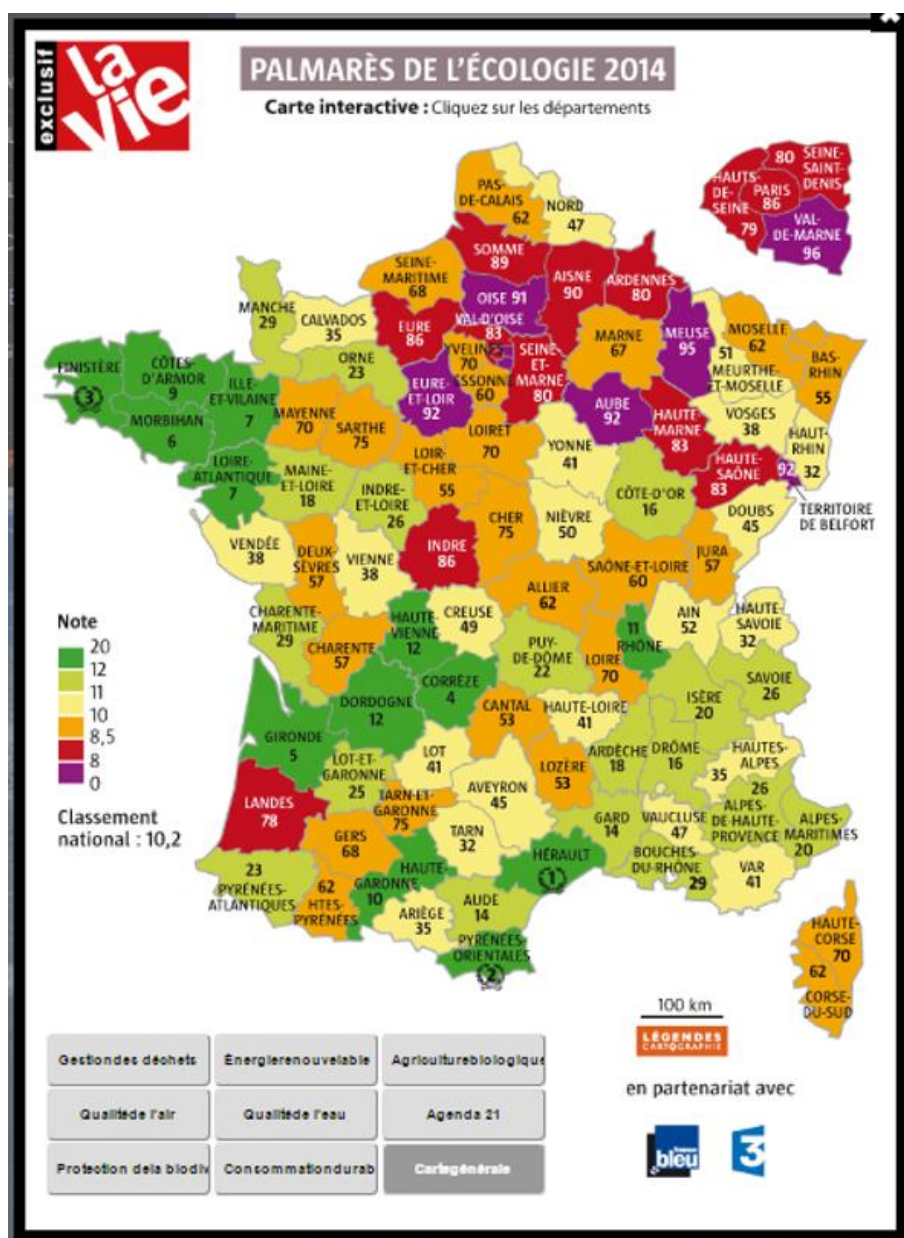 exclusif
la
vie
PALMARÈS DE L'ÉCOLOGIE 2014
Carte interactive : Cliquez sur les départements
80 SEINE-
SAINT-
DENIS
HAUTS-
DE-
SEINE
79
PARIS
86
VAL-
DE-MARNE
96
PAS-
DE-CALAIS
62
NORD
47
SOMME
89
SEINE-
MARITIME
68
AISNE
90
ARDENNES
80
OISE 91
VAL-D'OISE
83
MANCHE
29
CALVADOS
35
EURE
86
ORNE
23
YVELINES
70
ESSONNE
60
SEINE-
ET-
MARNE
80
MARNE
67
MEUSE
95
51
MEURTHE-
ET-MOSELLE
MOSELLE
62
BAS-
RHIN
55
FINISTÈRE
3
CÔTES-
D'ARMOR
9
ILLE-
ET-VILAINE
7
MORBIHAN
6
MAYENNE
70
SARTHE
75
EURE-
ET-LOIR
92
AUBE
92
HAUTE
MARNE
83
VOSGES
38
HAUT-
RHIN
32
LOIRET
70
YONNE
41
HAUTE-
SAÔNE
83
92
TERRITOIRE
DE BELFORT
LOIRE-
ATLANTIQUE
7
MAINE-
ET-LOIRE
18
INDRE-
ET-LOIRE
26
LOIR-
ET-CHER
55
CÔTE-D'OR
16
DOUBS
45
VENDÉE
38
DEUX-
SÈVRES
57
VIENNE
38
INDRE
86
CHER
75
NIÈVRE
50
SAÔNE-ET-LOIRE
60
JURA
57
ALLIER
62
CHARENTE-
MARITIME
29
CHARENTE
57
HAUTE-
VIENNE
12
CREUSE
49
PUY-
DE-DÔME
22
LOIRE
70
11
RHÔNE
AIN
52
HAUTE-
SAVOIE
32
SAVOIE
26
ISÈRE
20
Note
20
12
11
10
8,5
8
0
Classement
national : 10,2
GIRONDE
5
DORDOGNE
12
CORRÈZE
4
CANTAL
53
HAUTE-LOIRE
41
ARDÈCHE
18
DRÔME
16
HAUTES-
ALPES
35
LOT-ET-
GARONNE
25
LOT
41
AVEYRON
45
LOZÈRE
53
LANDES
78
TARN-ET-
GARONNE
75
GERS
68
TARN
32
GARD
14
VAUCLUSE
47
26
ALPES-
DE-HAUTE-
PROVENCE
ALPES-
MARITIMES
20
BOUCHES-
DU-RHÔNE
29
VAR
41
23
PYRÉNÉES-
ATLANTIQUES
62
HTES-
PYRÉNÉES
HAUTE-
GARONNE
10
ARIÈGE
35
AUDE
14
HÉRAULT
1
PYRÉNÉES-
ORIENTALES
2
HAUTE-
CORSE
70
62
CORSE-
DU-SUD
100 km
LÉGENDES
CARTOGRAPHIE
en partenariat avec
france
bleu
3
Gestiondes déchets
Énergierenouvelable
Agriculturebiologique
Qualitéde l'air
Qualitéde l'eau
Agenda 21
Protection dela biodiv
Consommationdurab
Cartegénérale